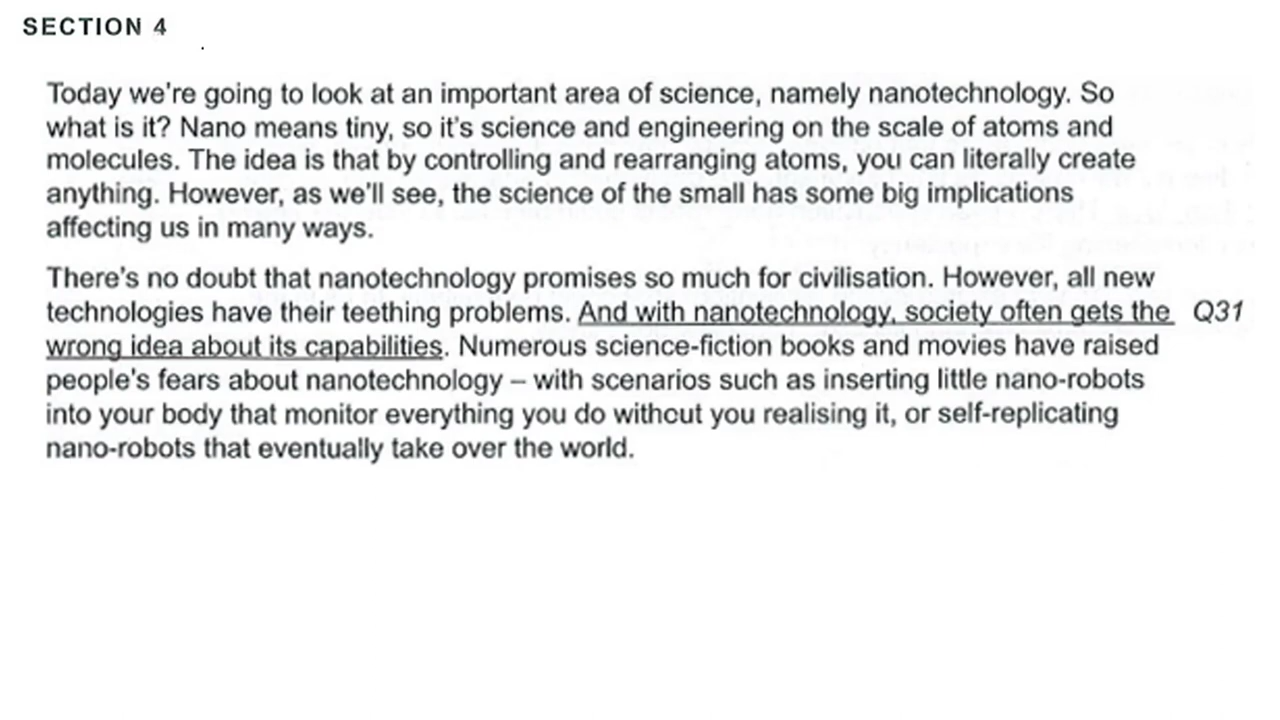 SECTION 4
Today we're going to look at an important area of science, namely nanotechnology. So
what is it? Nano means tiny, so it's science and engineering on the scale of atoms and
molecules. The idea is that by controlling and rearranging atoms, you can literally create
anything. However, as we'll see, the science of the small has some big implications
affecting us in many ways.
There's no doubt that nanotechnology promises so much for civilisation. However, all new
technologies have their teething problems. And with nanotechnology, society often gets the Q31
wrong idea about its capabilities. Numerous science-fiction books and movies have raised
people's fears about nanotechnology – with scenarios such as inserting little nano-robots
into your body that monitor everything you do without you realising it, or self-replicating
nano-robots that eventually take over the world.